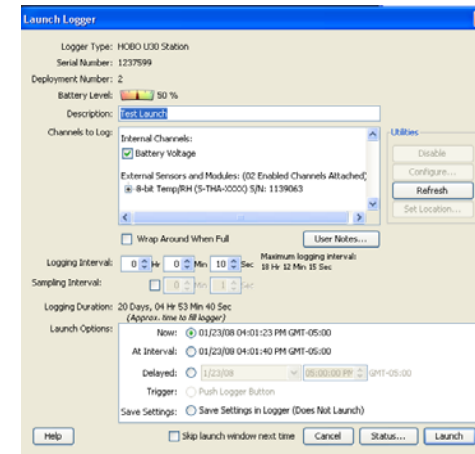 Launch Logger
Logger Type: HOBO U30 Station
Serial Number: 1237599
Deployment Number: 2
Battery Level: 50 %
Description: Test Launch
Channels to Log:
Internal Channels:
Battery Voltage
External Sensors and Modules: (02 Enabled Channels Attached)
8-bit Temp/RH (S-THA-XXXX) S/N: 1139063
Utilities
Disable
Configure...
Refresh
Set Location...
Wrap Around When Full User Notes...
Logging Interval: 0 Hr 0 Min 10 Sec Maximum logging interval:
18 Hr 12 Min 15 Sec
Sampling Interval: 0 Min 1 Sec
Logging Duration: 20 Days, 04 Hr 53 Min 40 Sec
(Approx. time to fill logger)
Launch Options:
Now: 01/23/08 04:01:23 PM GMT-05:00
At Interval: 01/23/08 04:01:40 PM GMT-05:00
Delayed: 1/23/08 05:00:00 PM GMT-05:00
Trigger: Push Logger Button
Save Settings: Save Settings in Logger (Does Not Launch)
Help Skip launch window next time Cancel Status... Launch